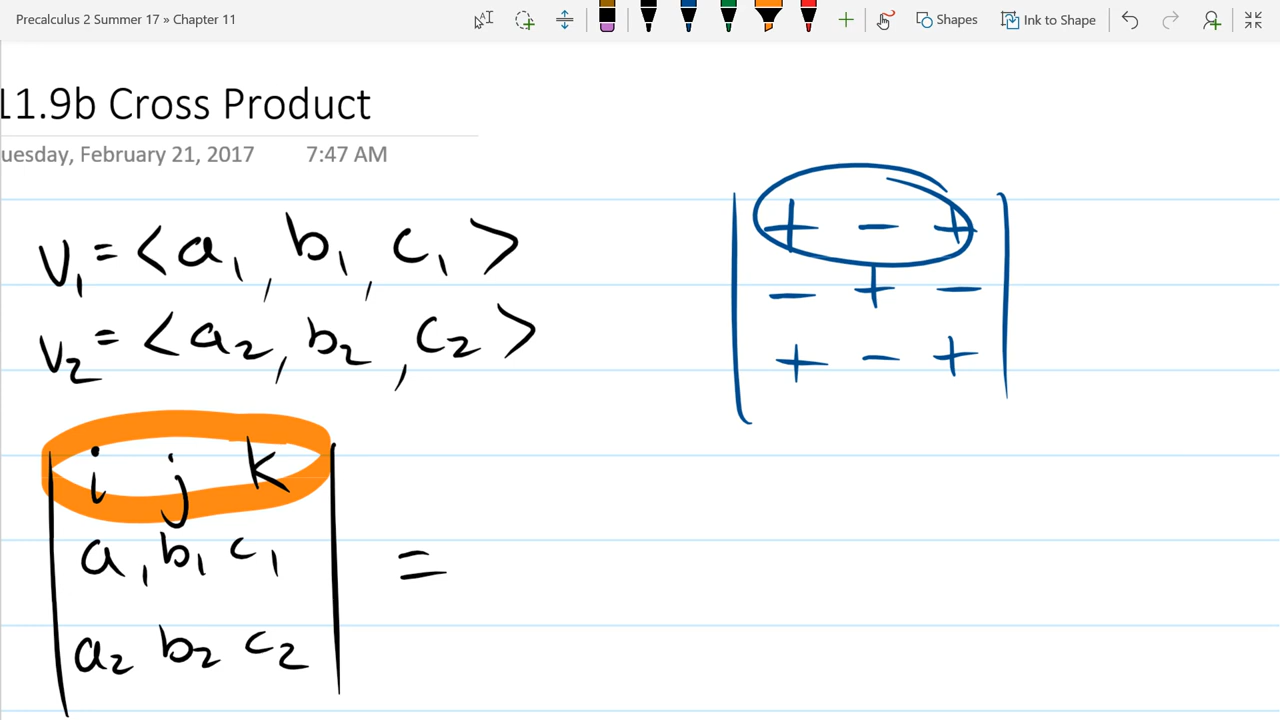 Precalculus 2 Summer 17 » Chapter 11
Shapes
Ink to Shape
11.9b Cross Product
uesday, February 21, 2017 7:47 AM
V₁ = <a₁, b₁, c₁>
V₂ = <a₂, b₂, c₂>
+ − +
− + −
+ − +
i j k
a₁ b₁ c₁ =
a₂ b₂ c₂